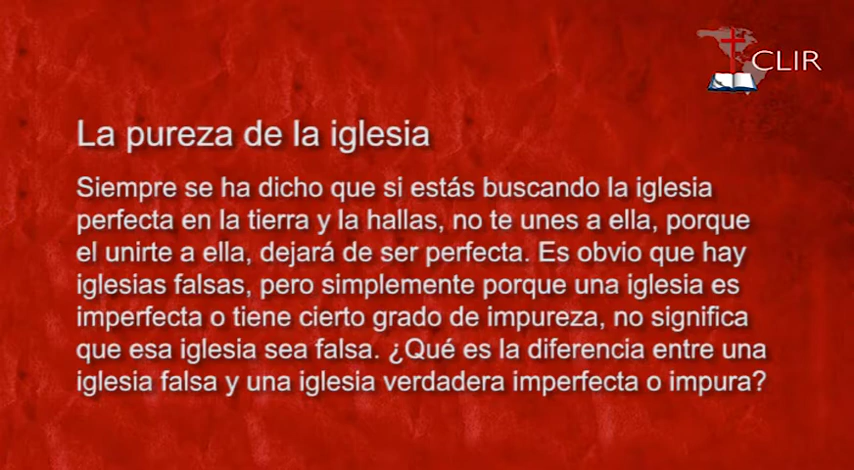 CLIR
La pureza de la iglesia
Siempre se ha dicho que si estás buscando la iglesia
perfecta en la tierra y la hallas, no te unes a ella, porque
el unirte a ella, dejará de ser perfecta. Es obvio que hay
iglesias falsas, pero simplemente porque una iglesia es
imperfecta o tiene cierto grado de impureza, no significa
que esa iglesia sea falsa. ¿Qué es la diferencia entre una
iglesia falsa y una iglesia verdadera imperfecta o impura?